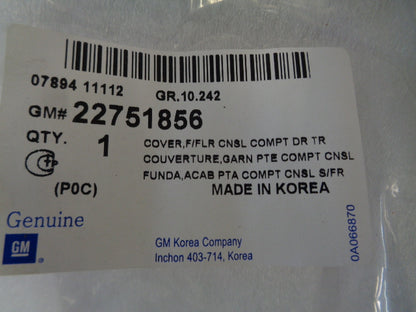 07894 11112
GR.10.242
GM# 22751856
QTY. 1
COVER,F/FLR CNSL COMPT DR TR
COUVERTURE,GARN PTE COMPT CNSL
FUNDA,ACAB PTA COMPT CNSL S/FR
(P0C)
MADE IN KOREA
Genuine
GM
GM Korea Company
Inchon 403-714, Korea
0A066870